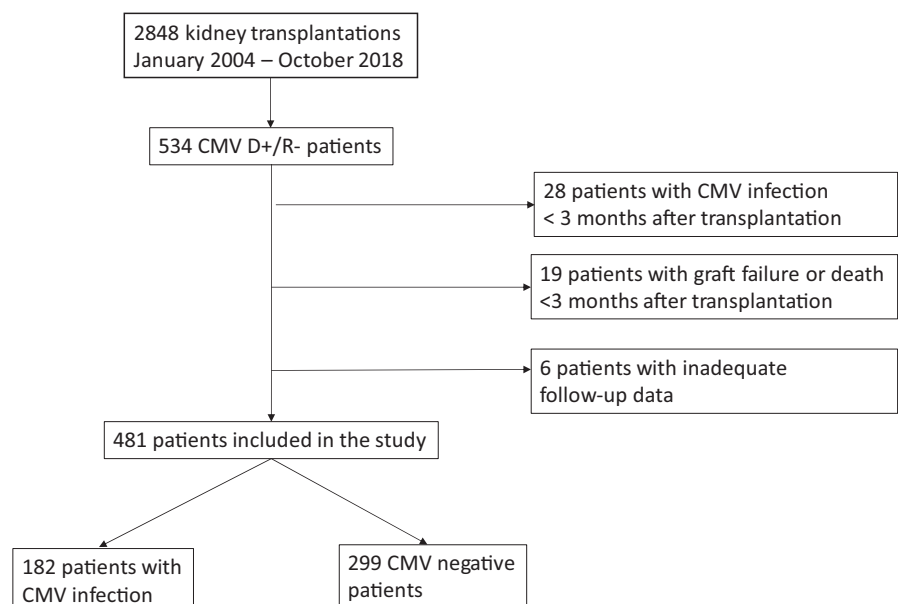 2848 kidney transplantations
January 2004 – October 2018
534 CMV D+/R- patients
28 patients with CMV infection
< 3 months after transplantation
19 patients with graft failure or death
<3 months after transplantation
6 patients with inadequate
follow-up data
481 patients included in the study
182 patients with
CMV infection
299 CMV negative
patients